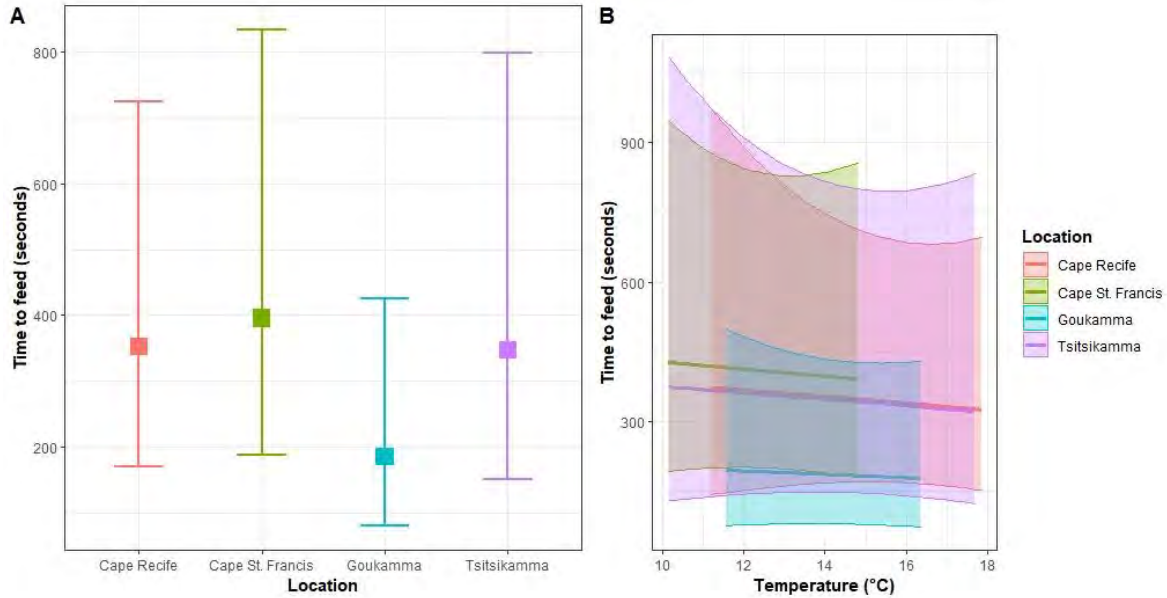 A
Time to feed (seconds)
800
600
400
200
Cape Recife
Cape St. Francis
Goukamma
Tsitsikamma
Location
B
Time to feed (seconds)
900
600
300
10
12
14
16
18
Temperature (°C)
Location
Cape Recife
Cape St. Francis
Goukamma
Tsitsikamma